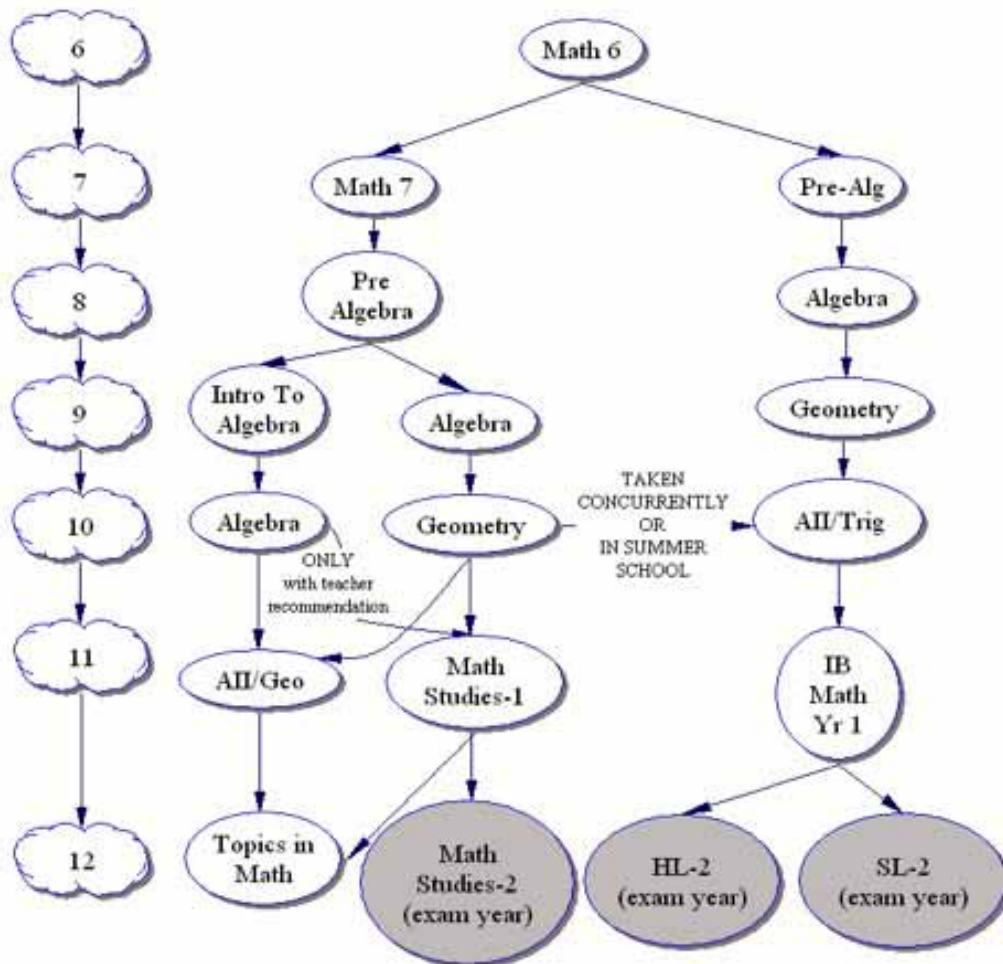 6
Math 6
7
Math 7
Pre-Alg
8
Pre
Algebra
Algebra
9
Intro To
Algebra
Algebra
Geometry
10
Algebra
Geometry
TAKEN
CONCURRENTLY
OR
IN SUMMER
SCHOOL
AII/Trig
ONLY
with teacher
recommendation
11
AII/Geo
Math
Studies-1
IB
Math
Yr 1
12
Topics in
Math
Math
Studies-2
(exam year)
HL-2
(exam year)
SL-2
(exam year)